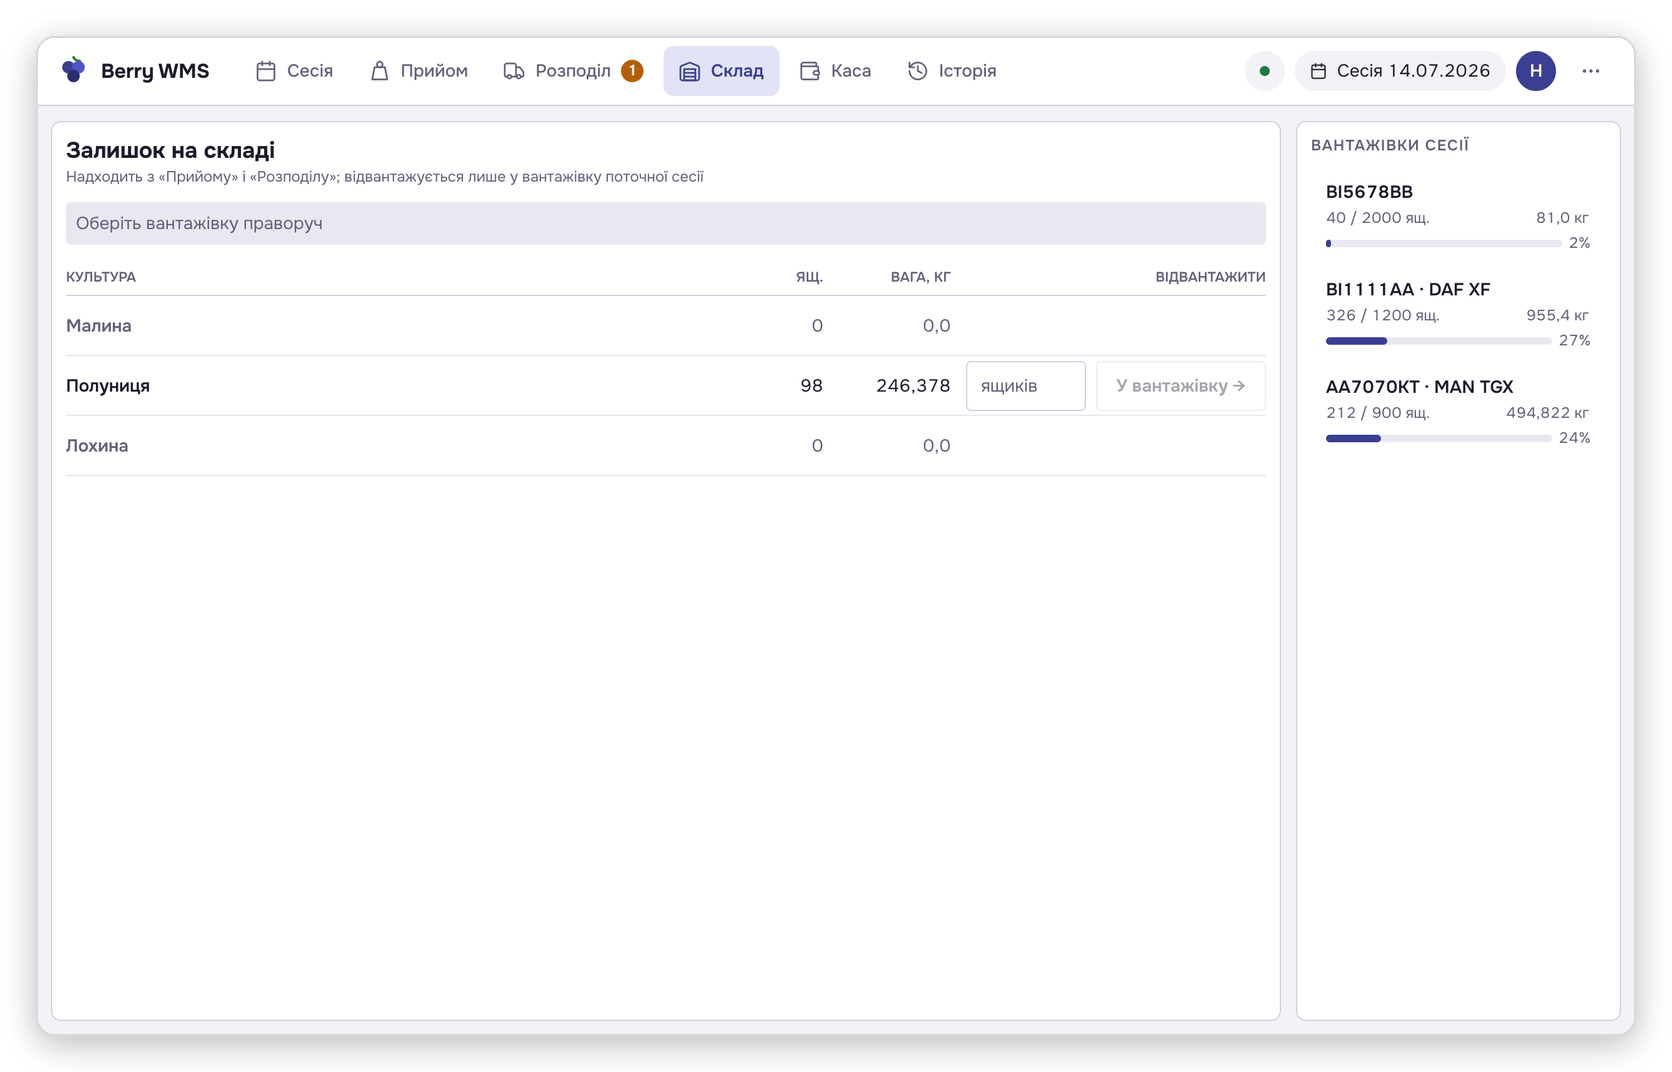 Berry WMS Сесія Прийом Розподіл 1 Склад Каса Історія Сесія 14.07.2026 Н ···
Залишок на складі
Надходить з «Прийому» і «Розподілу»; відвантажується лише у вантажівку поточної сесії
Оберіть вантажівку праворуч
КУЛЬТУРА ЯЩ. ВАГА, КГ ВІДВАНТАЖИТИ
Малина 0 0,0
Полуниця 98 246,378 ящиків У вантажівку →
Лохина 0 0,0
ВАНТАЖІВКИ СЕСІЇ
ВІ5678ВВ
40 / 2000 ящ. 81,0 кг
2%
ВІ1111АА · DAF XF
326 / 1200 ящ. 955,4 кг
27%
АА7070КТ · MAN TGX
212 / 900 ящ. 494,822 кг
24%